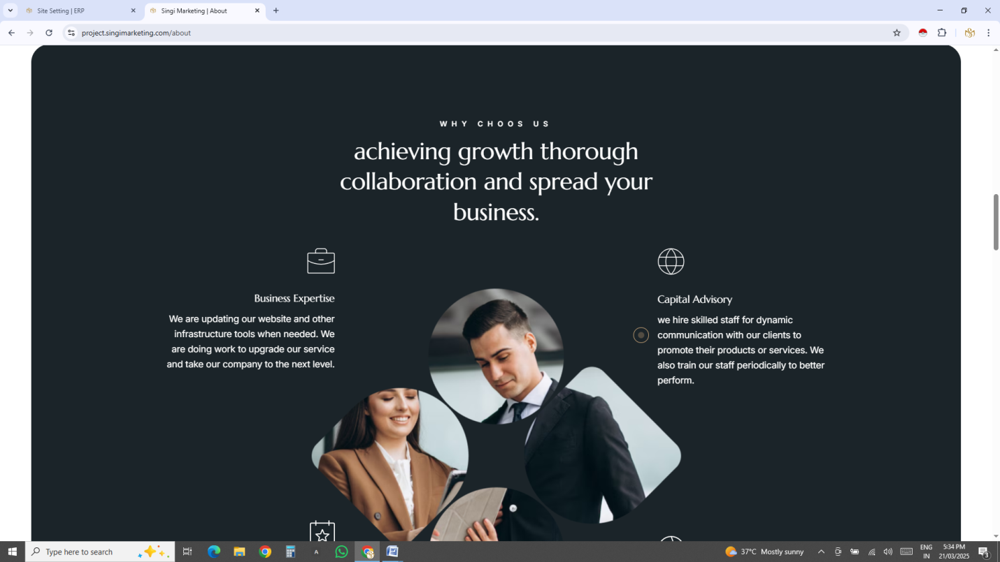 Site Setting | ERP
Singi Marketing | About
project.singimarketing.com/about
WHY CHOOS US
achieving growth thorough
collaboration and spread your
business.
Business Expertise
We are updating our website and other
infrastructure tools when needed. We
are doing work to upgrade our service
and take our company to the next level.
Capital Advisory
we hire skilled staff for dynamic
communication with our clients to
promote their products or services. We
also train our staff periodically to better
perform.
Type here to search
A
37°C Mostly sunny
ENG
IN
5:34 PM
21/03/2025
3